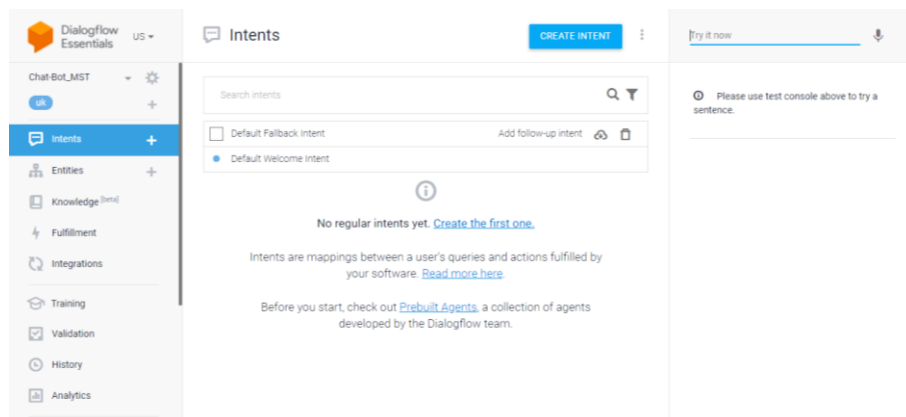 Dialogflow
Essentials
US
Chat-Bot_MST
uk
Intents
Entities
Knowledge [beta]
Fulfillment
Integrations
Training
Validation
History
Analytics
Intents
CREATE INTENT
Search intents
Default Fallback Intent
Add follow-up intent
Default Welcome Intent
No regular intents yet. Create the first one.
Intents are mappings between a user's queries and actions fulfilled by
your software. Read more here.
Before you start, check out Prebuilt Agents, a collection of agents
developed by the Dialogflow team.
Try it now
Please use test console above to try a
sentence.